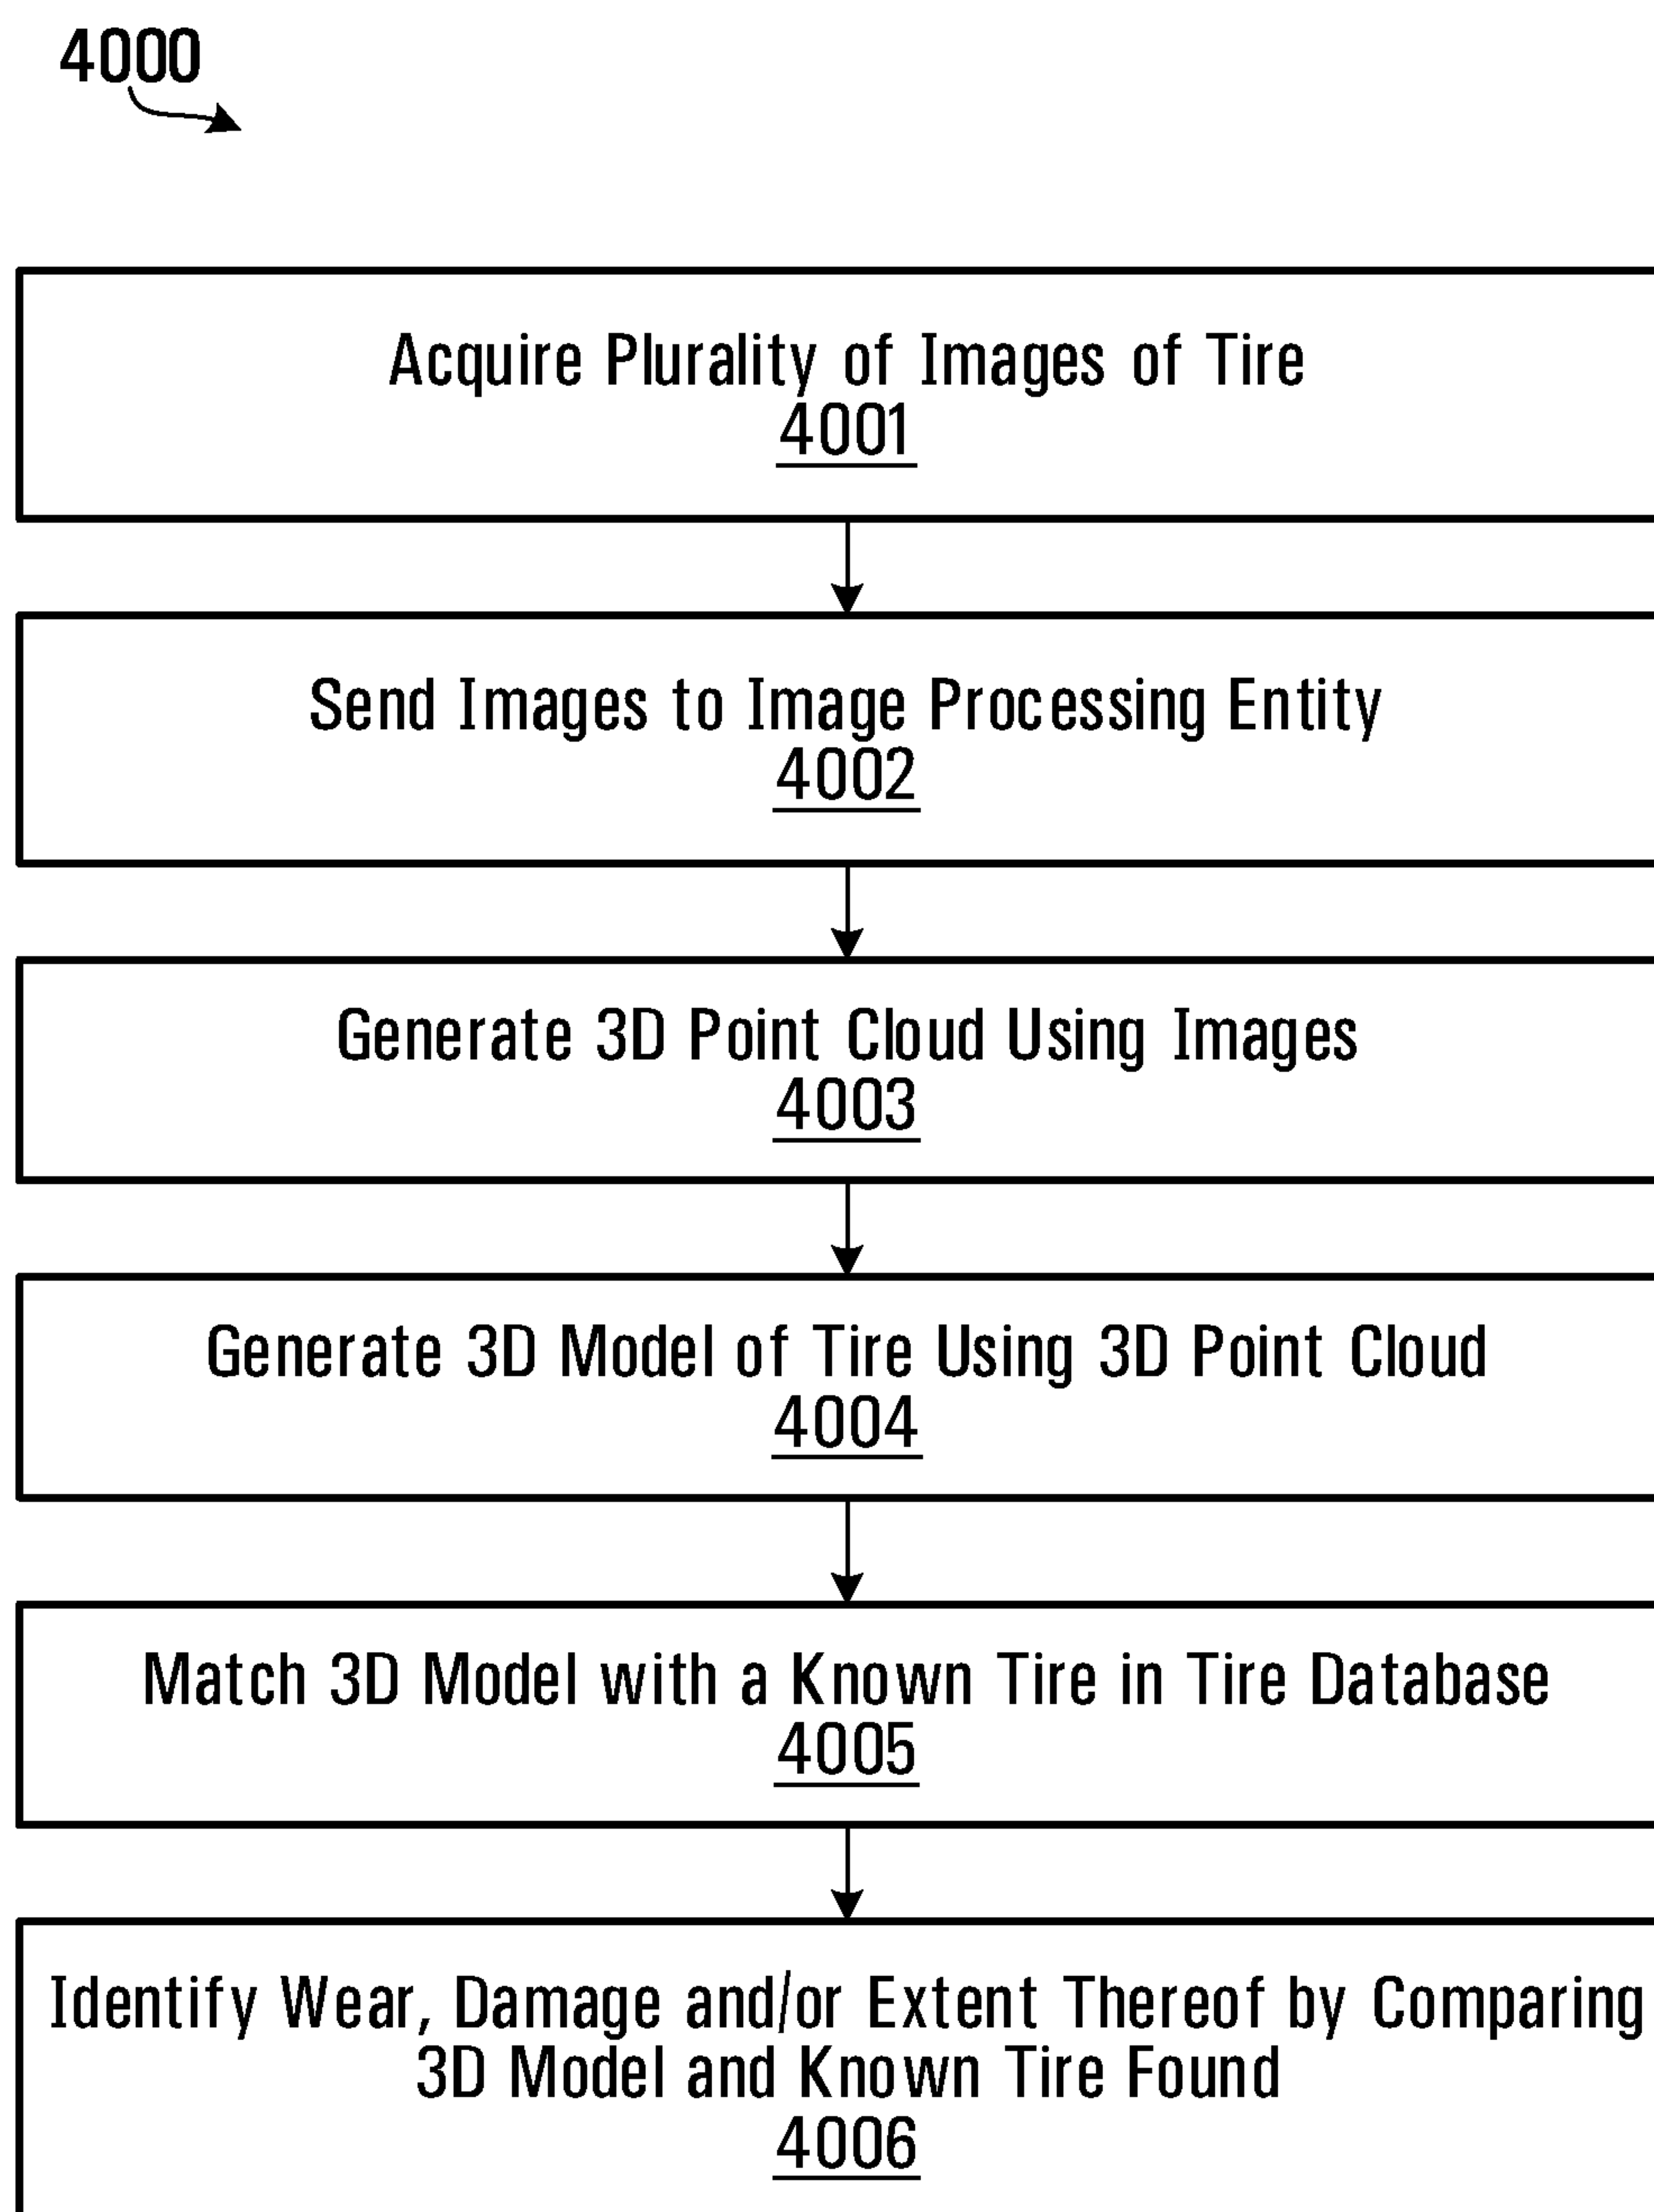 4000
Acquire Plurality of Images of Tire
4001
Send Images to Image Processing Entity
4002
Generate 3D Point Cloud Using Images
4003
Generate 3D Model of Tire Using 3D Point Cloud
4004
Match 3D Model with a Known Tire in Tire Database
4005
Identify Wear, Damage and/or Extent Thereof by Comparing
3D Model and Known Tire Found
4006